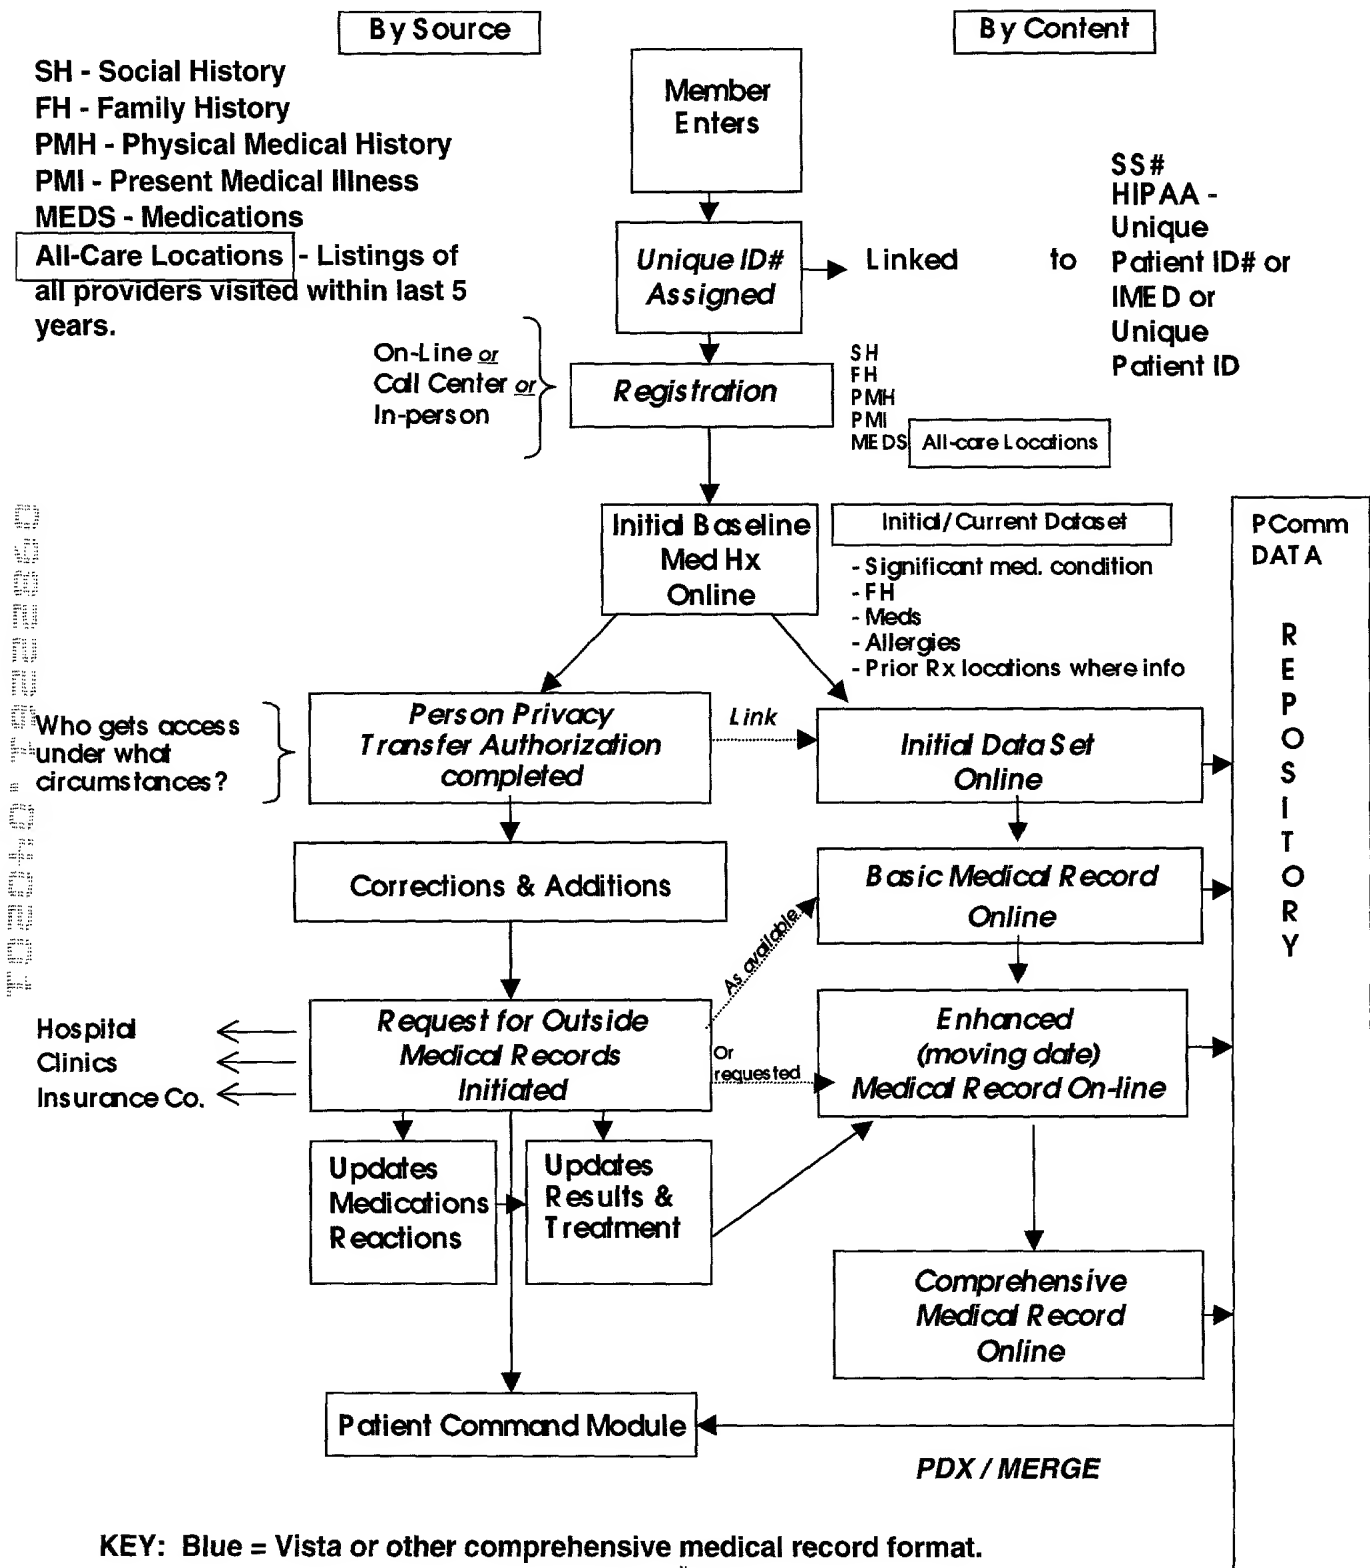 By Source
By Content
SH - Social History
FH - Family History
PMH - Physical Medical History
PMI - Present Medical Illness
MEDS - Medications
All-Care Locations - Listings of
all providers visited within last 5
years.
Member
Enters
SS#
HIPAA -
Unique
Patient ID# or
IMED or
Unique
Patient ID
Unique ID#
Assigned
Linked to
On-Line or
Call Center or
In-person
Registration
SH
FH
PMH
PMI
MEDS
All-care Locations
Initial Baseline
Med Hx
Online
Initial/Current Dataset
- Significant med. condition
- FH
- Meds
- Allergies
- Prior Rx locations where info
PComm
DATA
REPOSITORY
Who gets access
under what
circumstances?
Person Privacy
Transfer Authorization
completed
Link
Initial Data Set
Online
Corrections & Additions
Basic Medical Record
Online
As available
Hospital
Clinics
Insurance Co.
Request for Outside
Medical Records
Initiated
Or
requested
Enhanced
(moving date)
Medical Record On-line
Updates
Medications
Reactions
Updates
Results &
Treatment
Comprehensive
Medical Record
Online
Patient Command Module
PDX / MERGE
KEY: Blue = Vista or other comprehensive medical record format.